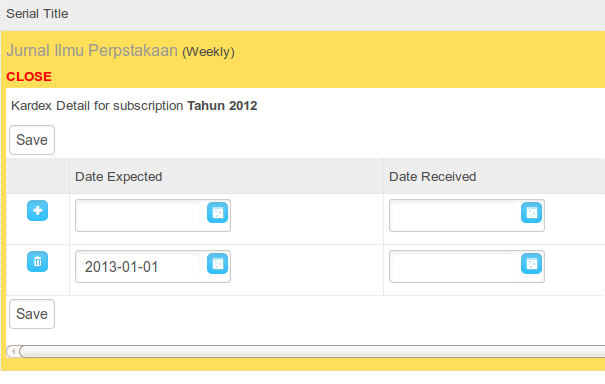 Serial Title
Jurnal Ilmu Perpstakaan (Weekly)
CLOSE
Kardex Detail for subscription Tahun 2012
Save
Date Expected Date Received
2013-01-01
Save